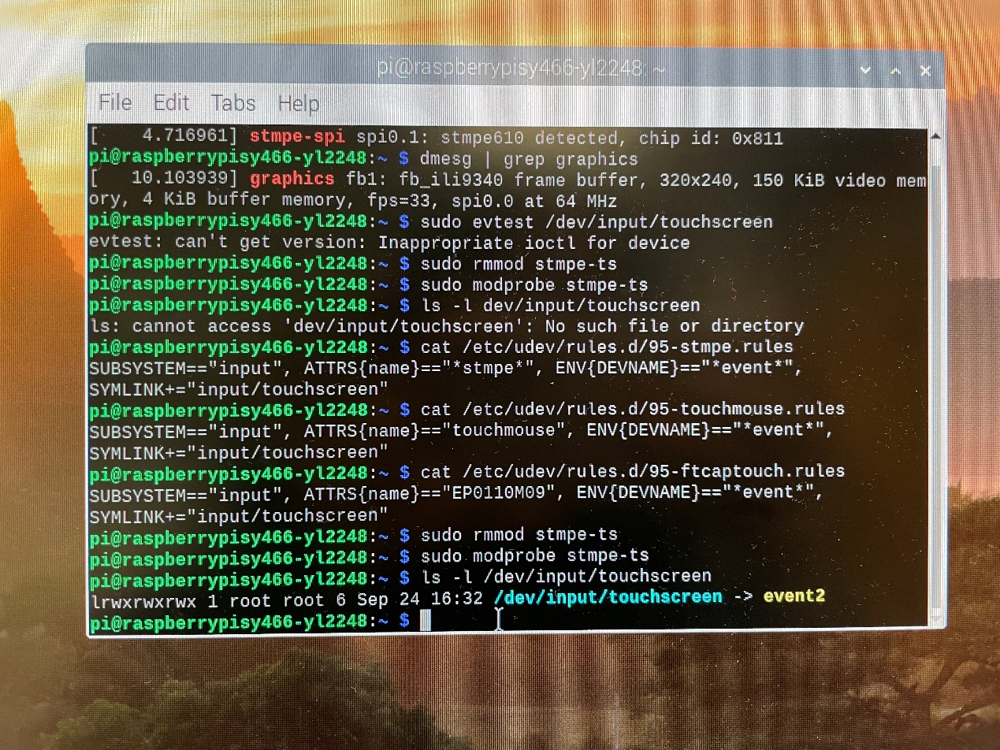 pi@raspberrypisy466-yl2248: ~
File Edit Tabs Help
[    4.716961] stmpe-spi spi0.1: stmpe610 detected, chip id: 0x811
pi@raspberrypisy466-yl2248:~ $ dmesg | grep graphics
[   10.103939] graphics fb1: fb_ili9340 frame buffer, 320x240, 150 KiB video mem
ory, 4 KiB buffer memory, fps=33, spi0.0 at 64 MHz
pi@raspberrypisy466-yl2248:~ $ sudo evtest /dev/input/touchscreen
evtest: can't get version: Inappropriate ioctl for device
pi@raspberrypisy466-yl2248:~ $ sudo rmmod stmpe-ts
pi@raspberrypisy466-yl2248:~ $ sudo modprobe stmpe-ts
pi@raspberrypisy466-yl2248:~ $ ls -l dev/input/touchscreen
ls: cannot access 'dev/input/touchscreen': No such file or directory
pi@raspberrypisy466-yl2248:~ $ cat /etc/udev/rules.d/95-stmpe.rules
SUBSYSTEM=="input", ATTRS{name}=="*stmpe*", ENV{DEVNAME}=="*event*",
SYMLINK+="input/touchscreen"
pi@raspberrypisy466-yl2248:~ $ cat /etc/udev/rules.d/95-touchmouse.rules
SUBSYSTEM=="input", ATTRS{name}=="touchmouse", ENV{DEVNAME}=="*event*",
SYMLINK+="input/touchscreen"
pi@raspberrypisy466-yl2248:~ $ cat /etc/udev/rules.d/95-ftcaptouch.rules
SUBSYSTEM=="input", ATTRS{name}=="EP0110M09", ENV{DEVNAME}=="*event*",
SYMLINK+="input/touchscreen"
pi@raspberrypisy466-yl2248:~ $ sudo rmmod stmpe-ts
pi@raspberrypisy466-yl2248:~ $ sudo modprobe stmpe-ts
pi@raspberrypisy466-yl2248:~ $ ls -l /dev/input/touchscreen
lrwxrwxrwx 1 root root 6 Sep 24 16:32 /dev/input/touchscreen -> event2
pi@raspberrypisy466-yl2248:~ $